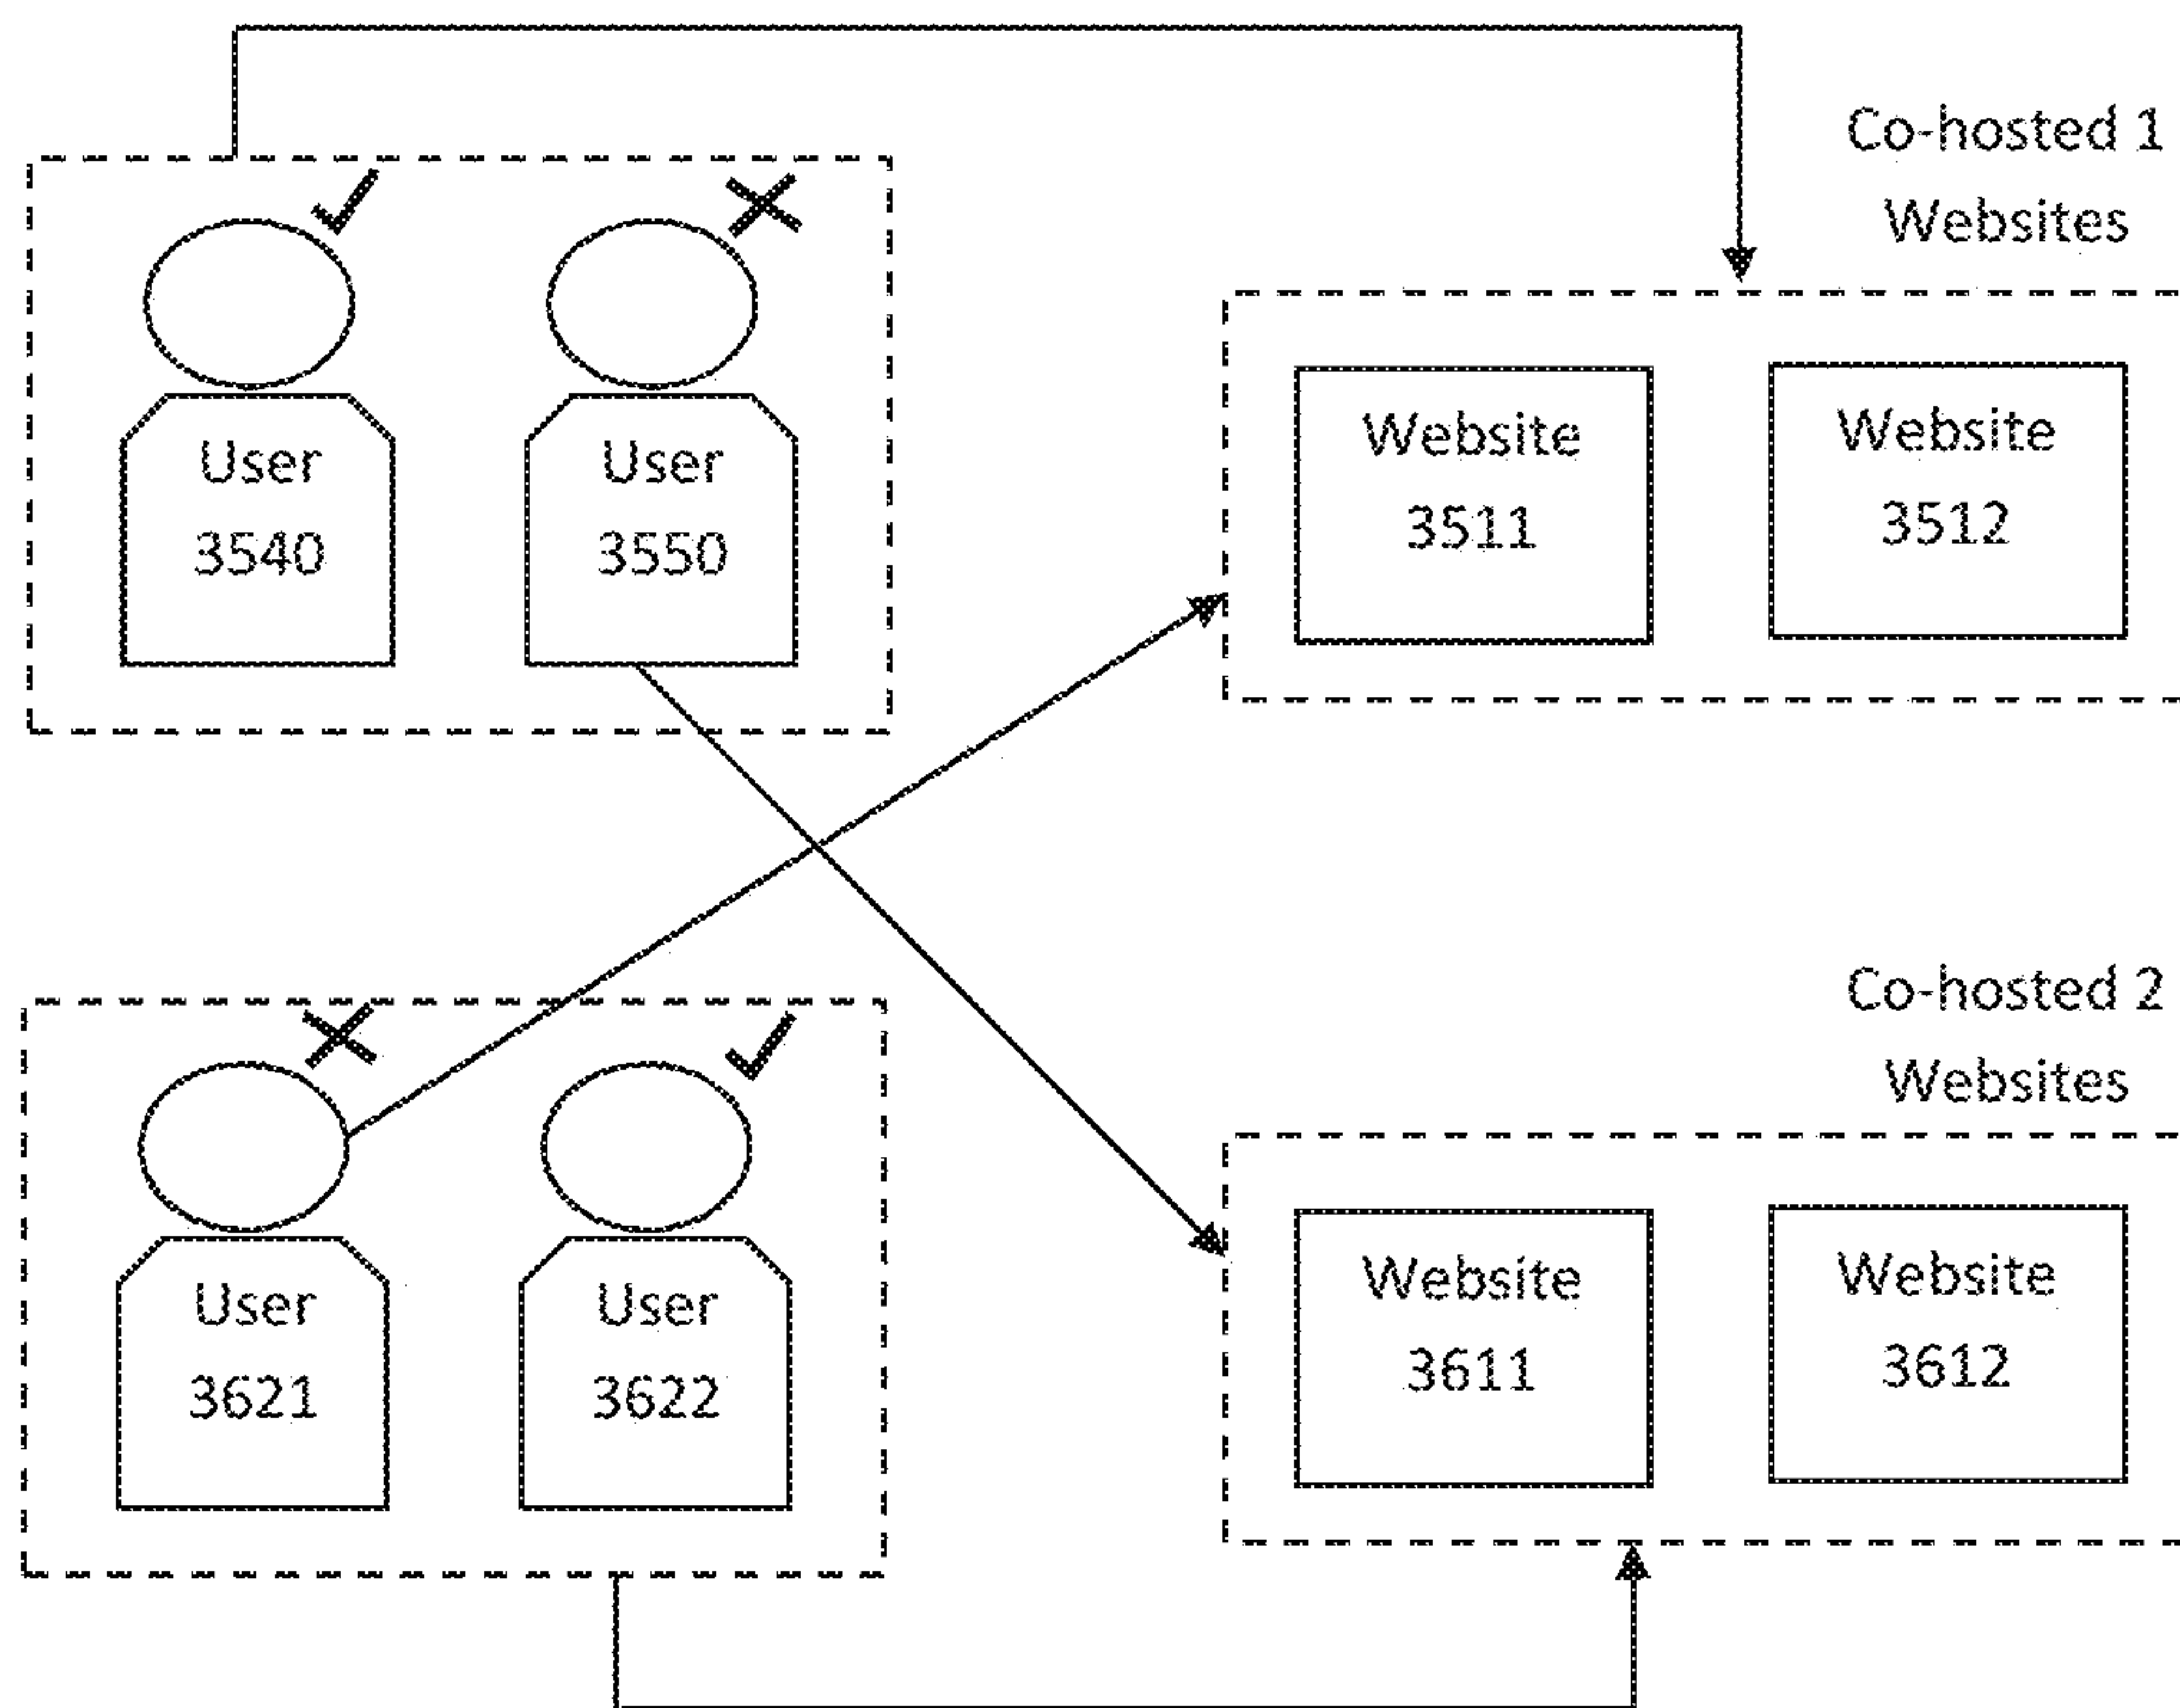 Co-hosted 1
Websites
User
3540
User
3550
Website
3511
Website
3512
Co-hosted 2
Websites
User
3621
User
3622
Website
3611
Website
3612